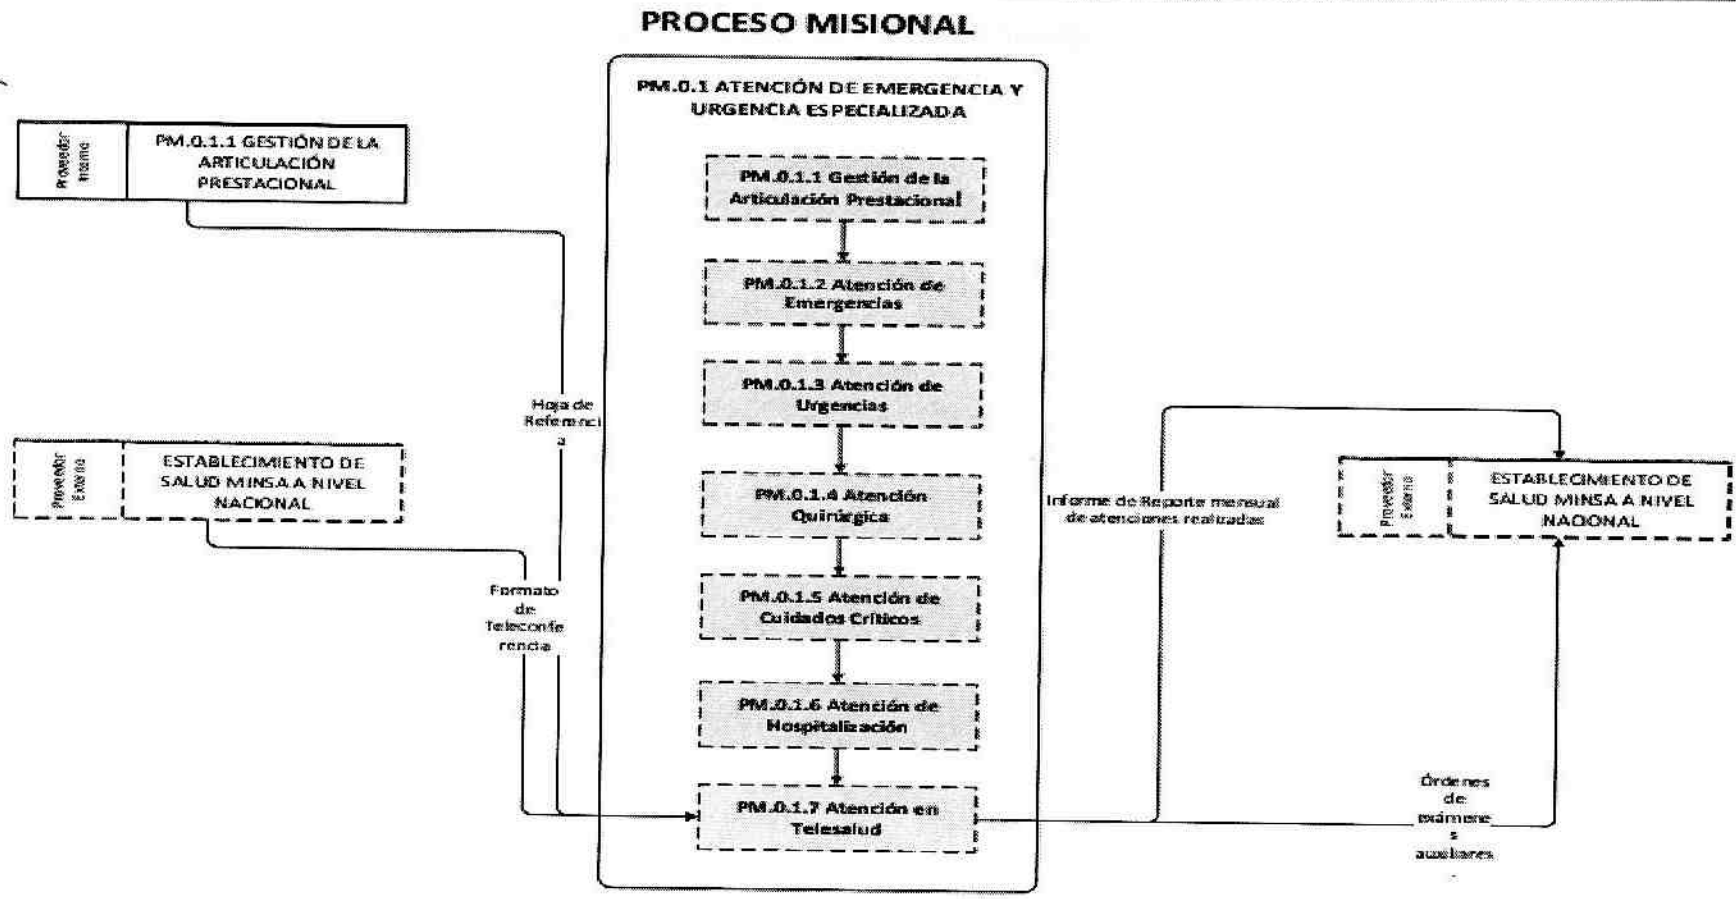 PROCESO MISIONAL
PM.0.1 ATENCIÓN DE EMERGENCIA Y
URGENCIA ESPECIALIZADA
Proveedor
Interno
PM.0.1.1 GESTIÓN DE LA
ARTICULACIÓN
PRESTACIONAL
PM.0.1.1 Gestión de la
Articulación Prestacional
PM.0.1.2 Atención de
Emergencias
PM.0.1.3 Atención de
Urgencias
Hoja de
Referenci
a
Proveedor
Externo
ESTABLECIMIENTO DE
SALUD MINSA A NIVEL
NACIONAL
PM.0.1.4 Atención
Quirúrgica
Informe de Reporte mensual
de atenciones realizadas
Proveedor
Externo
ESTABLECIMIENTO DE
SALUD MINSA A NIVEL
NACIONAL
Formato
de
Teleconfe
rencia
PM.0.1.5 Atención de
Cuidados Críticos
PM.0.1.6 Atención de
Hospitalización
PM.0.1.7 Atención en
Telesalud
Órdenes
de
exámene
s
auxiliares
.